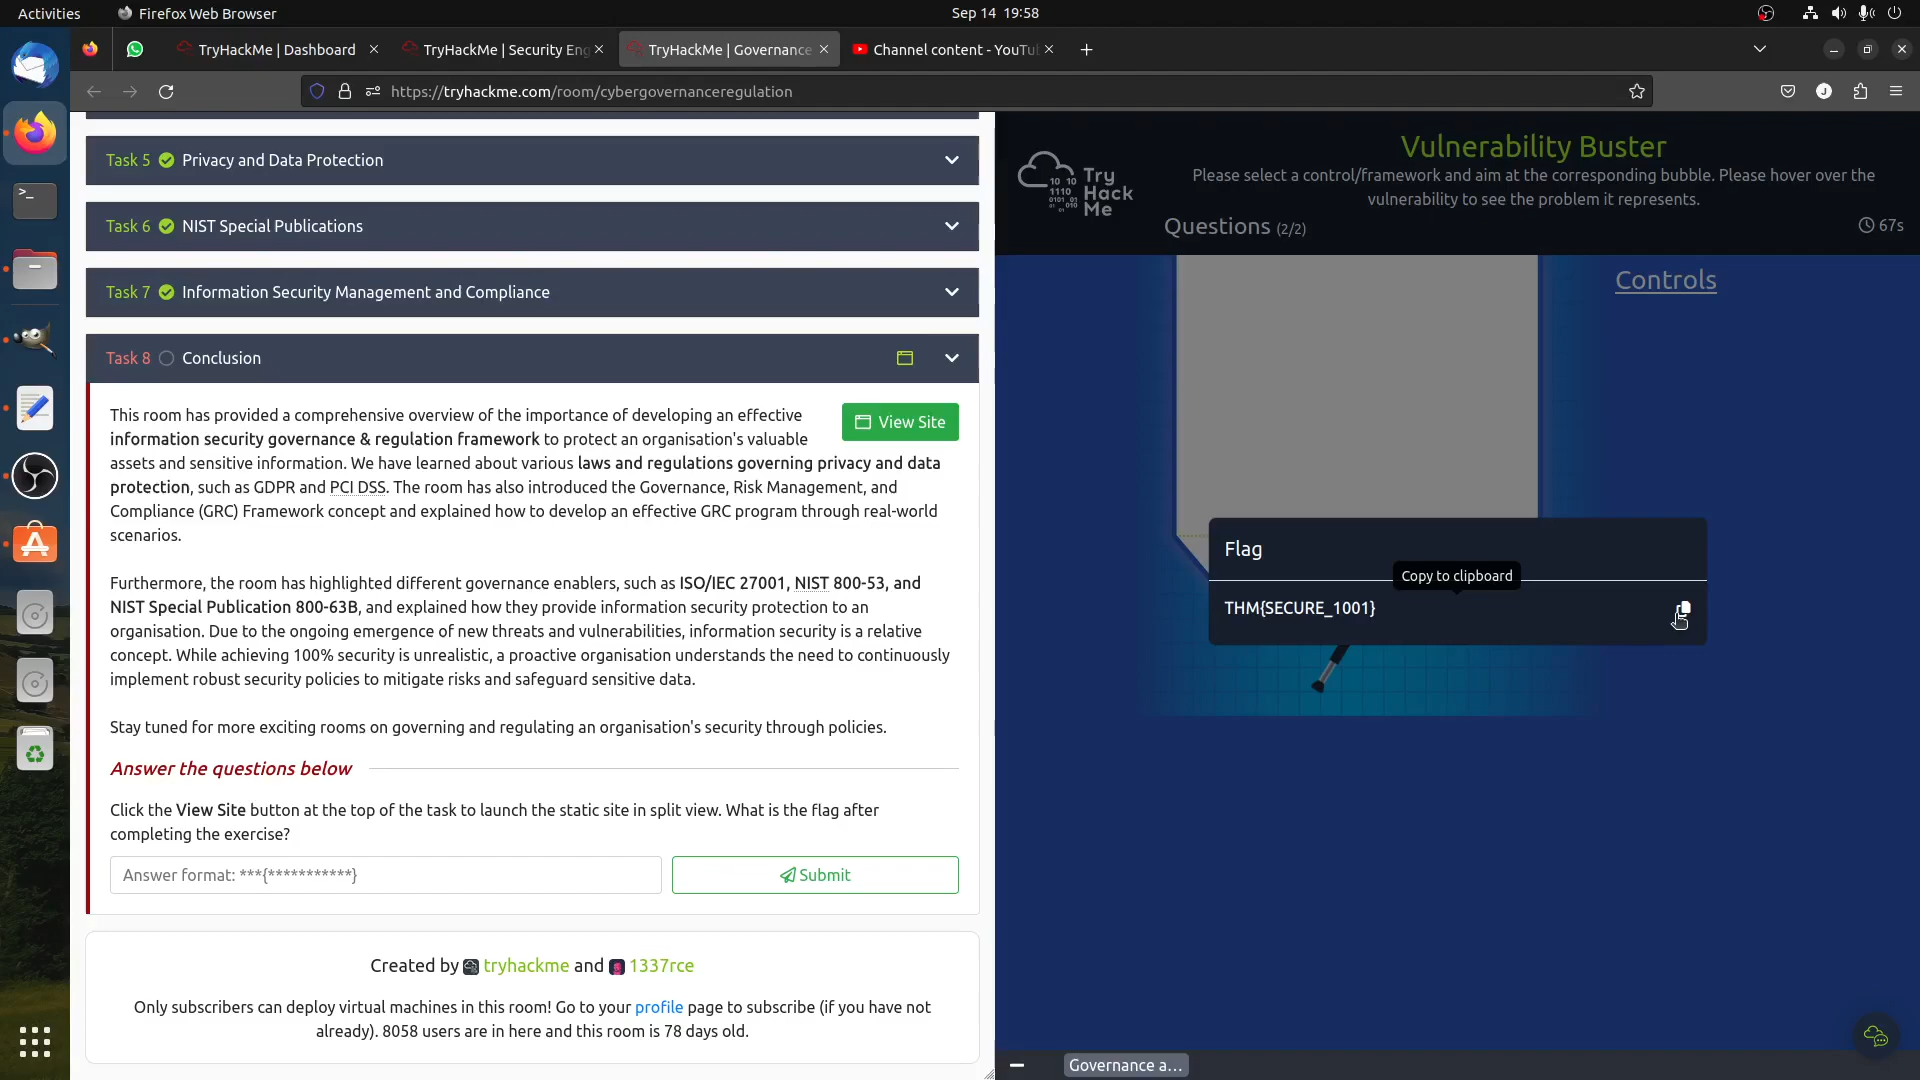 Activities
Firefox Web Browser
Sep 14 19:58
TryHackMe | Dashboard
TryHackMe | Security Eng
TryHackMe | Governance
Channel content - YouTu
https://tryhackme.com/room/cybergovernanceregulation
J
Task 5 Privacy and Data Protection
Task 6 NIST Special Publications
Task 7 Information Security Management and Compliance
Task 8 Conclusion
View Site
This room has provided a comprehensive overview of the importance of developing an effective
information security governance & regulation framework to protect an organisation's valuable
assets and sensitive information. We have learned about various laws and regulations governing privacy and data
protection, such as GDPR and PCI DSS. The room has also introduced the Governance, Risk Management, and
Compliance (GRC) Framework concept and explained how to develop an effective GRC program through real-world
scenarios.
Furthermore, the room has highlighted different governance enablers, such as ISO/IEC 27001, NIST 800-53, and
NIST Special Publication 800-63B, and explained how they provide information security protection to an
organisation. Due to the ongoing emergence of new threats and vulnerabilities, information security is a relative
concept. While achieving 100% security is unrealistic, a proactive organisation understands the need to continuously
implement robust security policies to mitigate risks and safeguard sensitive data.
Stay tuned for more exciting rooms on governing and regulating an organisation's security through policies.
Answer the questions below
Click the View Site button at the top of the task to launch the static site in split view. What is the flag after
completing the exercise?
Answer format: ***{***********}
Submit
Created by tryhackme and 1337rce
Only subscribers can deploy virtual machines in this room! Go to your profile page to subscribe (if you have not
already). 8058 users are in here and this room is 78 days old.
Try
Hack
Me
Vulnerability Buster
Please select a control/framework and aim at the corresponding bubble. Please hover over the
vulnerability to see the problem it represents.
Questions (2/2)
67s
Controls
Flag
Copy to clipboard
THM{SECURE_1001}
Governance a...